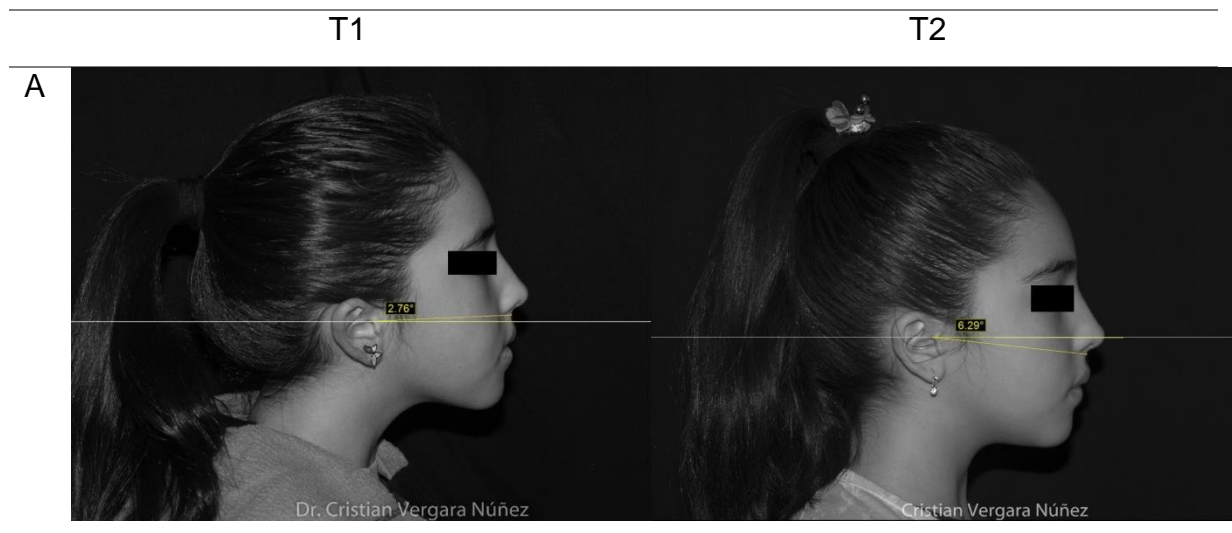 T1
T2
A
2.76°
6.29°
Dr. Cristian Vergara Núñez
Cristian Vergara Núñez